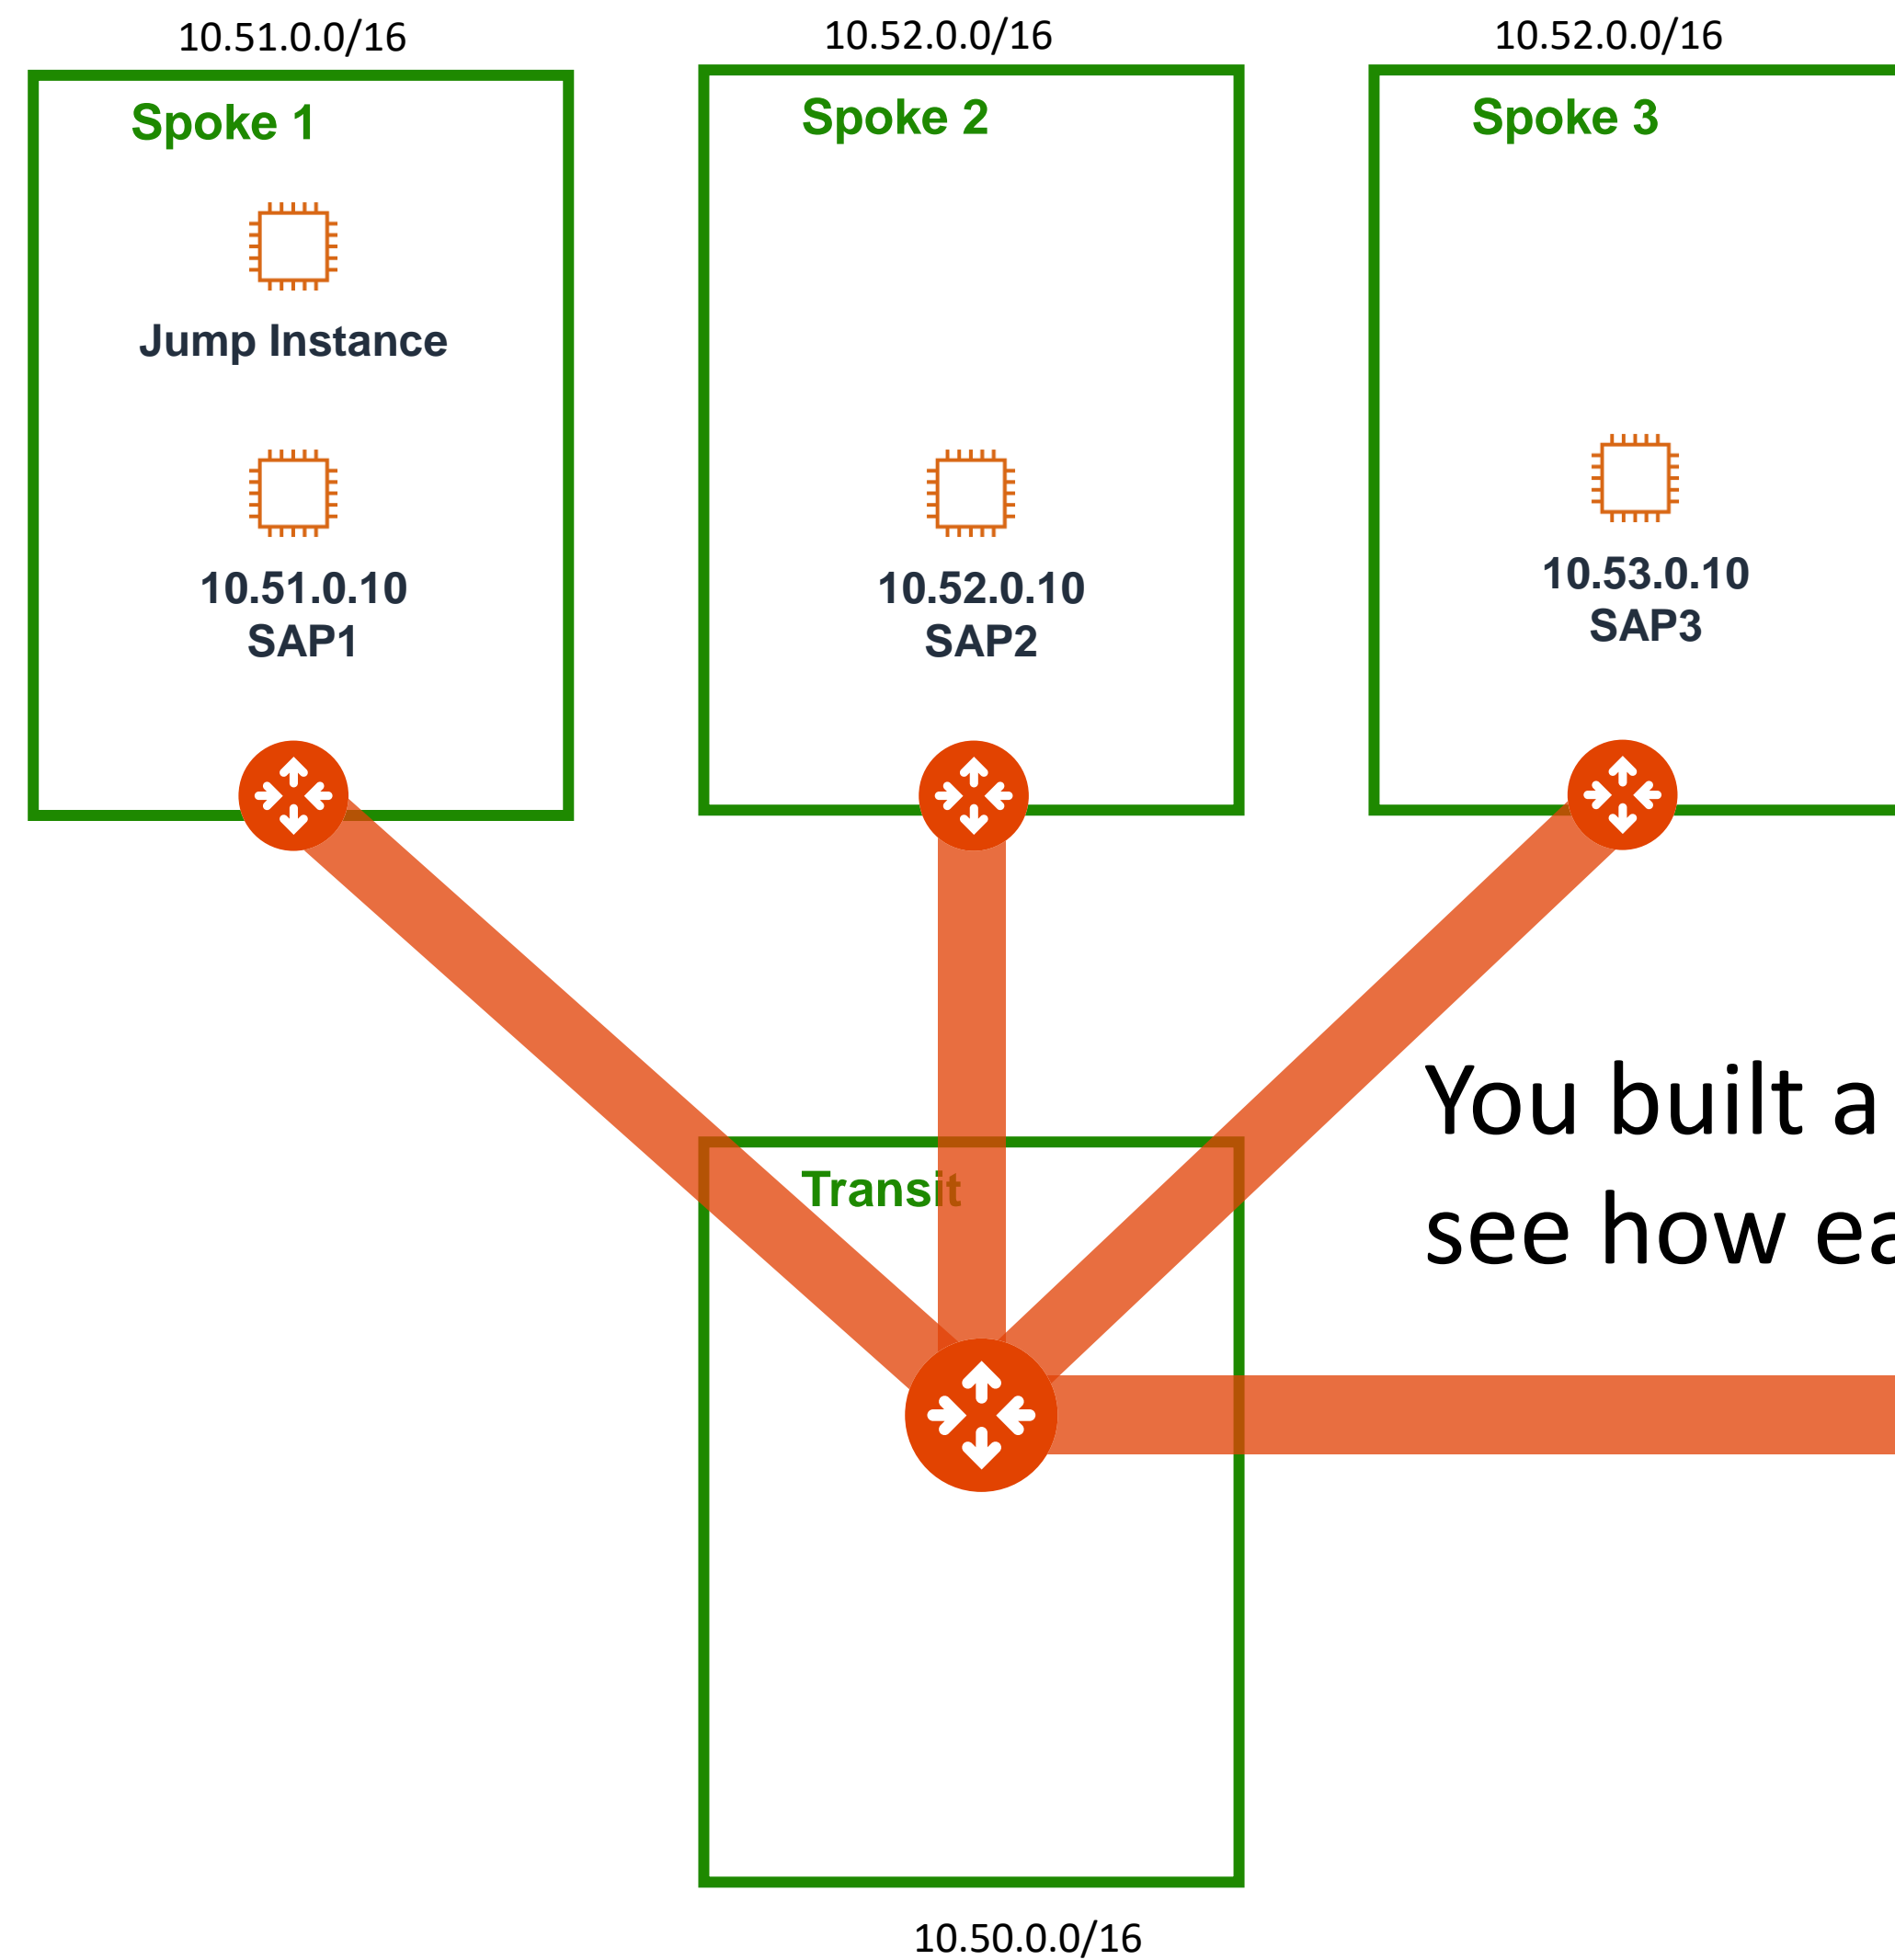 10.51.0.0/16
10.52.0.0/16
10.52.0.0/16
Spoke 1
Spoke 2
Spoke 3
Jump Instance
10.51.0.10
SAP1
10.52.0.10
SAP2
10.53.0.10
SAP3
You built a
see how ea
Transit
10.50.0.0/16